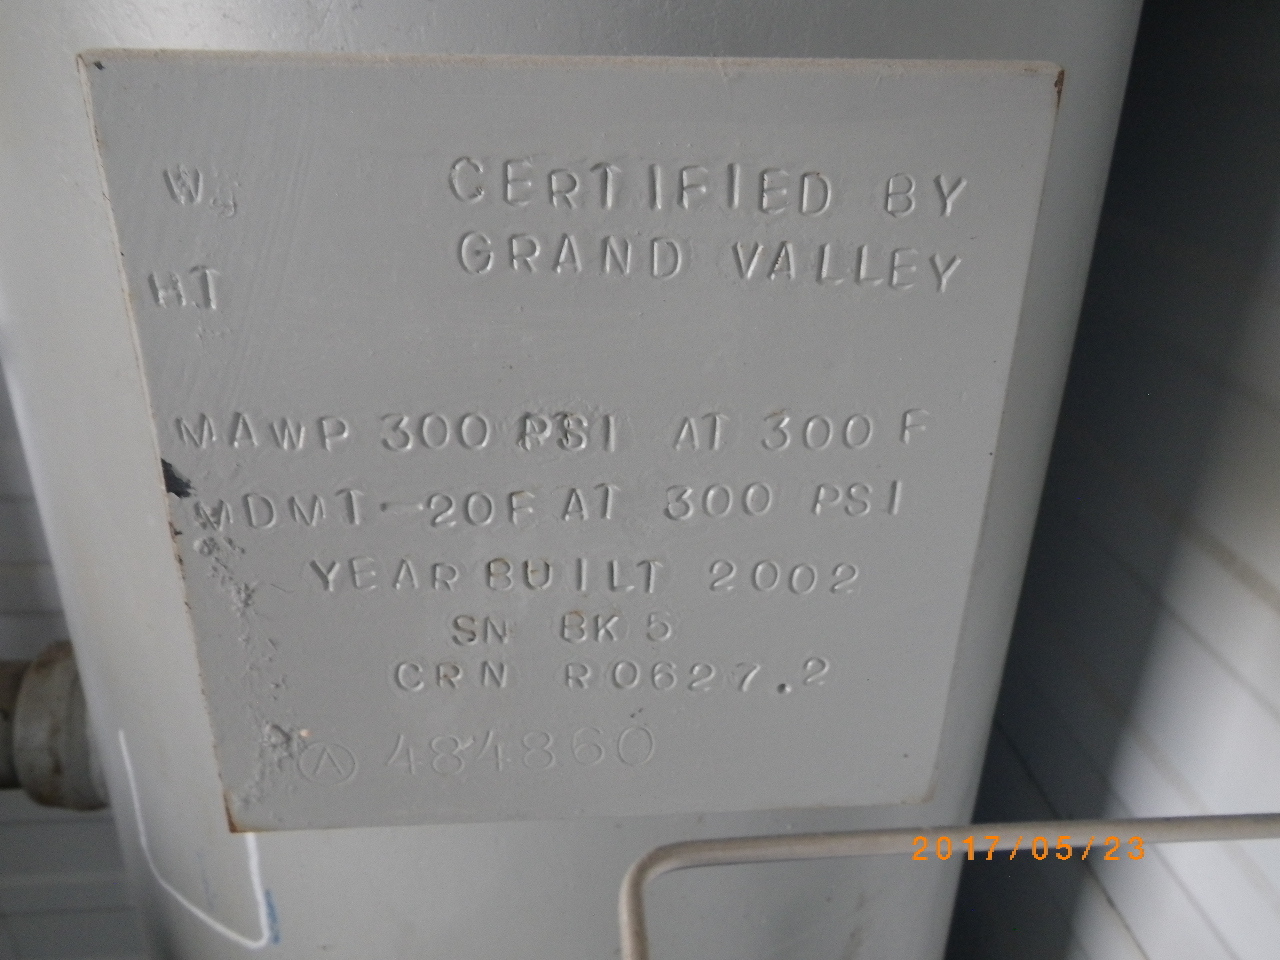 W
CERTIFIED BY
GRAND VALLEY
HT
MAWP 300 PSI AT 300 F
MDMT -20F AT 300 PSI
YEAR BUILT 2002
SN BK 5
CRN R0627.2
A 484860
2017/05/23